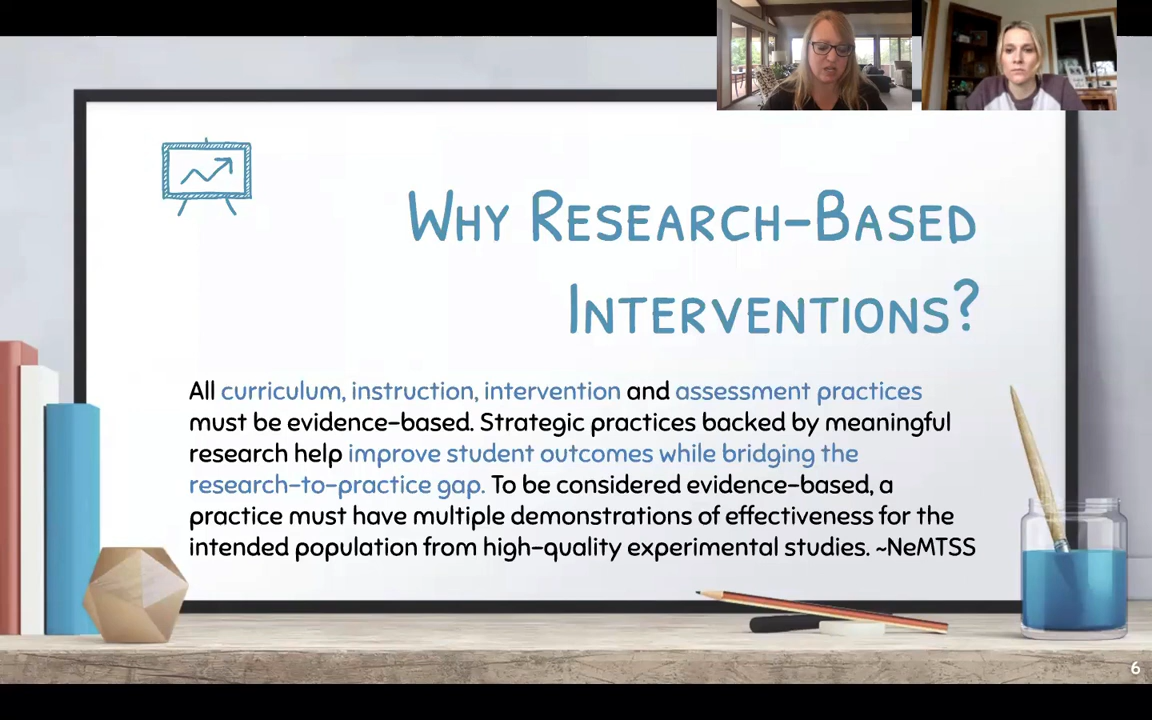 Why Research-Based
Interventions?
All curriculum, instruction, intervention and assessment practices
must be evidence-based. Strategic practices backed by meaningful
research help improve student outcomes while bridging the
research-to-practice gap. To be considered evidence-based, a
practice must have multiple demonstrations of effectiveness for the
intended population from high-quality experimental studies. ~NeMTSS
6